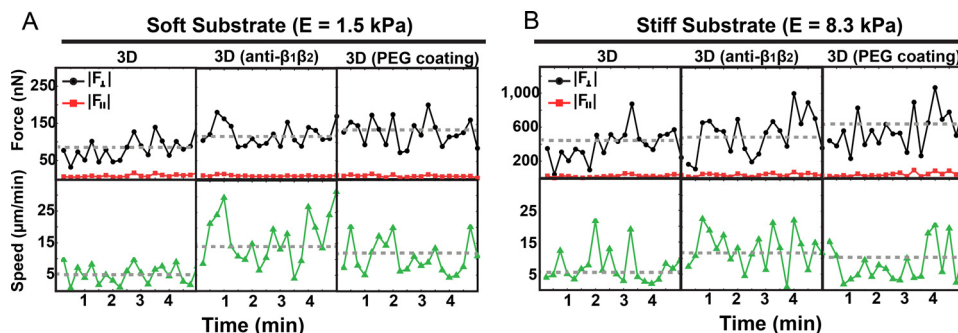 A
Soft Substrate (E = 1.5 kPa)
3D
3D (anti-β1β2)
3D (PEG coating)
|F⊥|
|F॥|
Force (nN)
250
150
50
Speed (μm/min)
25
15
5
1 2 3 4
1 2 3 4
1 2 3 4
Time (min)
B
Stiff Substrate (E = 8.3 kPa)
3D
3D (anti-β1β2)
3D (PEG coating)
|F⊥|
|F॥|
1,000
600
200
25
15
5
1 2 3 4
1 2 3 4
1 2 3 4
Time (min)